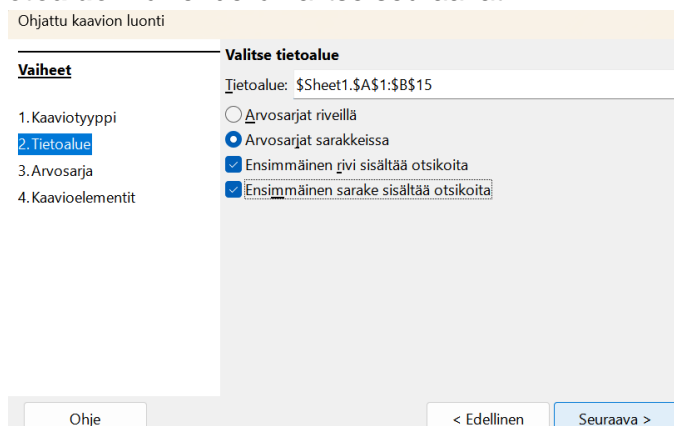 Ohjattu kaavion luonti
Vaiheet
1.Kaaviotyyppi
2.Tietoalue
3.Arvosarja
4.Kaavioelementit
Valitse tietoalue
Tietoalue: $Sheet1.$A$1:$B$15
Arvosarjat riveillä
Arvosarjat sarakkeissa
Ensimmäinen rivi sisältää otsikoita
Ensimmäinen sarake sisältää otsikoita
Ohje
< Edellinen
Seuraava >